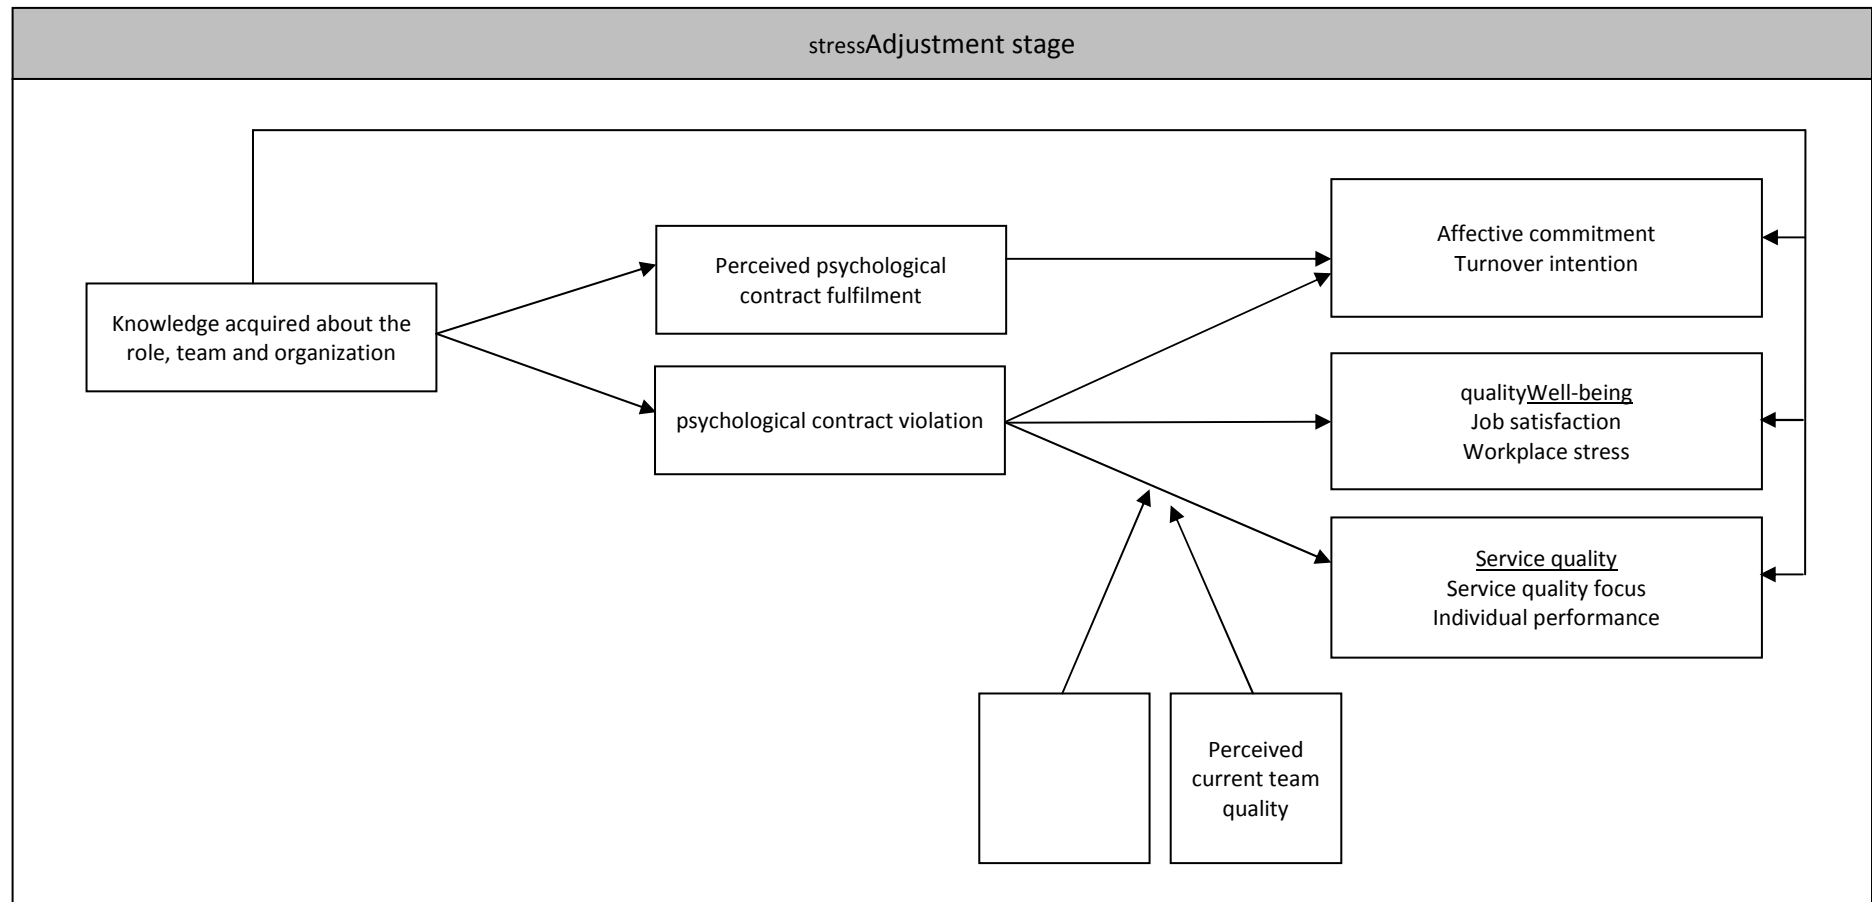 stressAdjustment stage
Perceived psychological
contract fulfilment
Affective commitment
Turnover intention
Knowledge acquired about the
role, team and organization
psychological contract violation
qualityWell-being
Job satisfaction
Workplace stress
Service quality
Service quality focus
Individual performance
Perceived
current team
quality